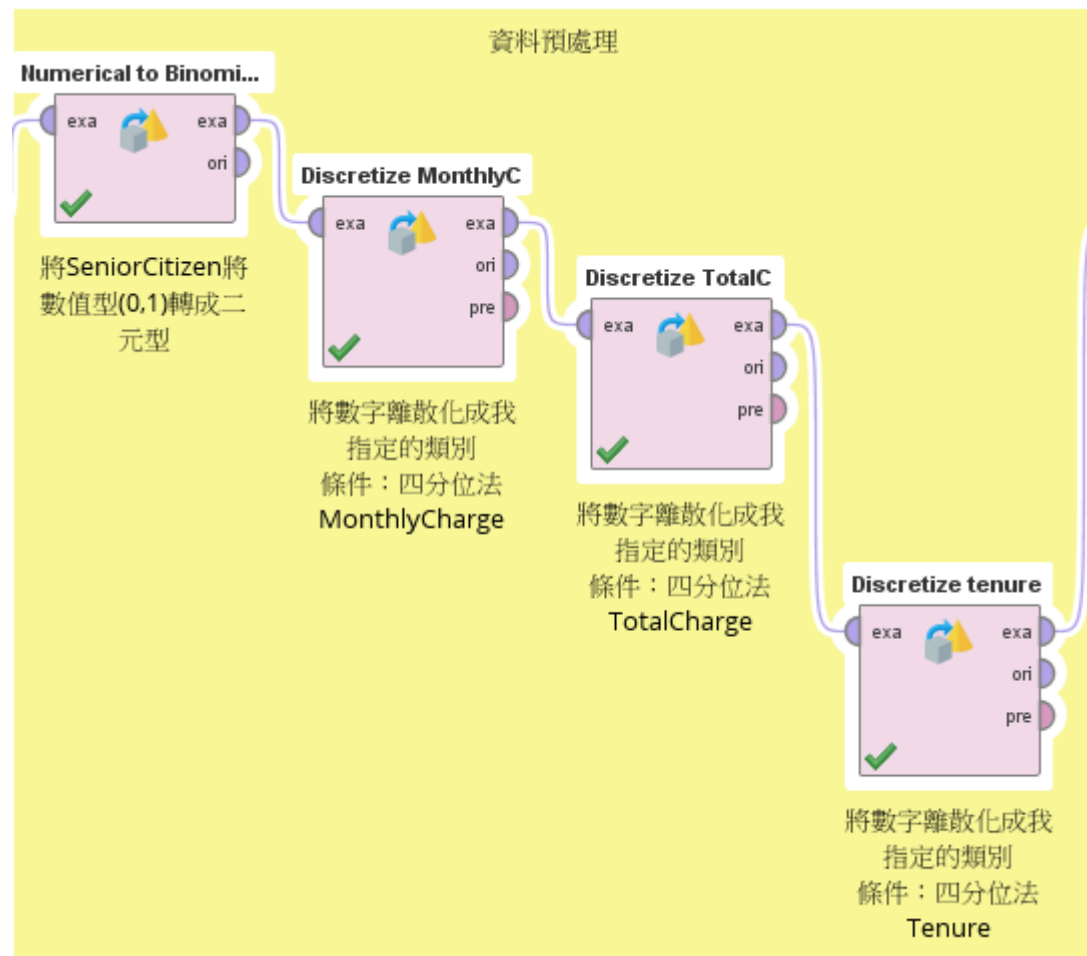 資料預處理
Numerical to Binomi...
exa
exa
ori
將SeniorCitizen將
數值型(0,1)轉成二
元型
Discretize MonthlyC
exa
exa
ori
pre
將數字離散化成我
指定的類別
條件：四分位法
MonthlyCharge
Discretize TotalC
exa
exa
ori
pre
將數字離散化成我
指定的類別
條件：四分位法
TotalCharge
Discretize tenure
exa
exa
ori
pre
將數字離散化成我
指定的類別
條件：四分位法
Tenure